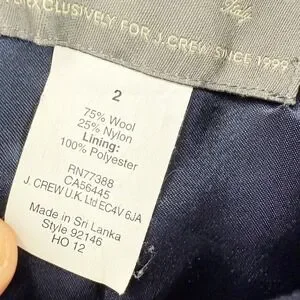 Italy
EXCLUSIVELY FOR J.CREW SINCE 1999
2
75% Wool
25% Nylon
Lining:
100% Polyester
RN77388
CA56445
J. CREW U.K. Ltd EC4V 6JA
Made in Sri Lanka
Style 92146
HO 12